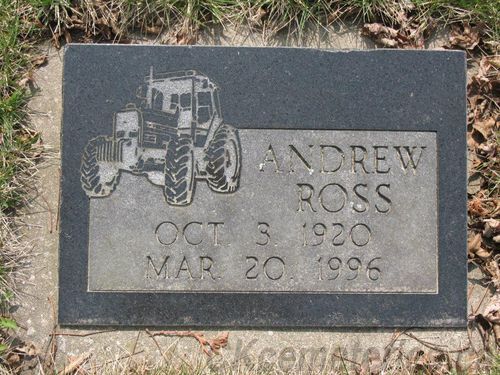 ANDREW
ROSS
OCT. 3. 1920
MAR. 20. 1996